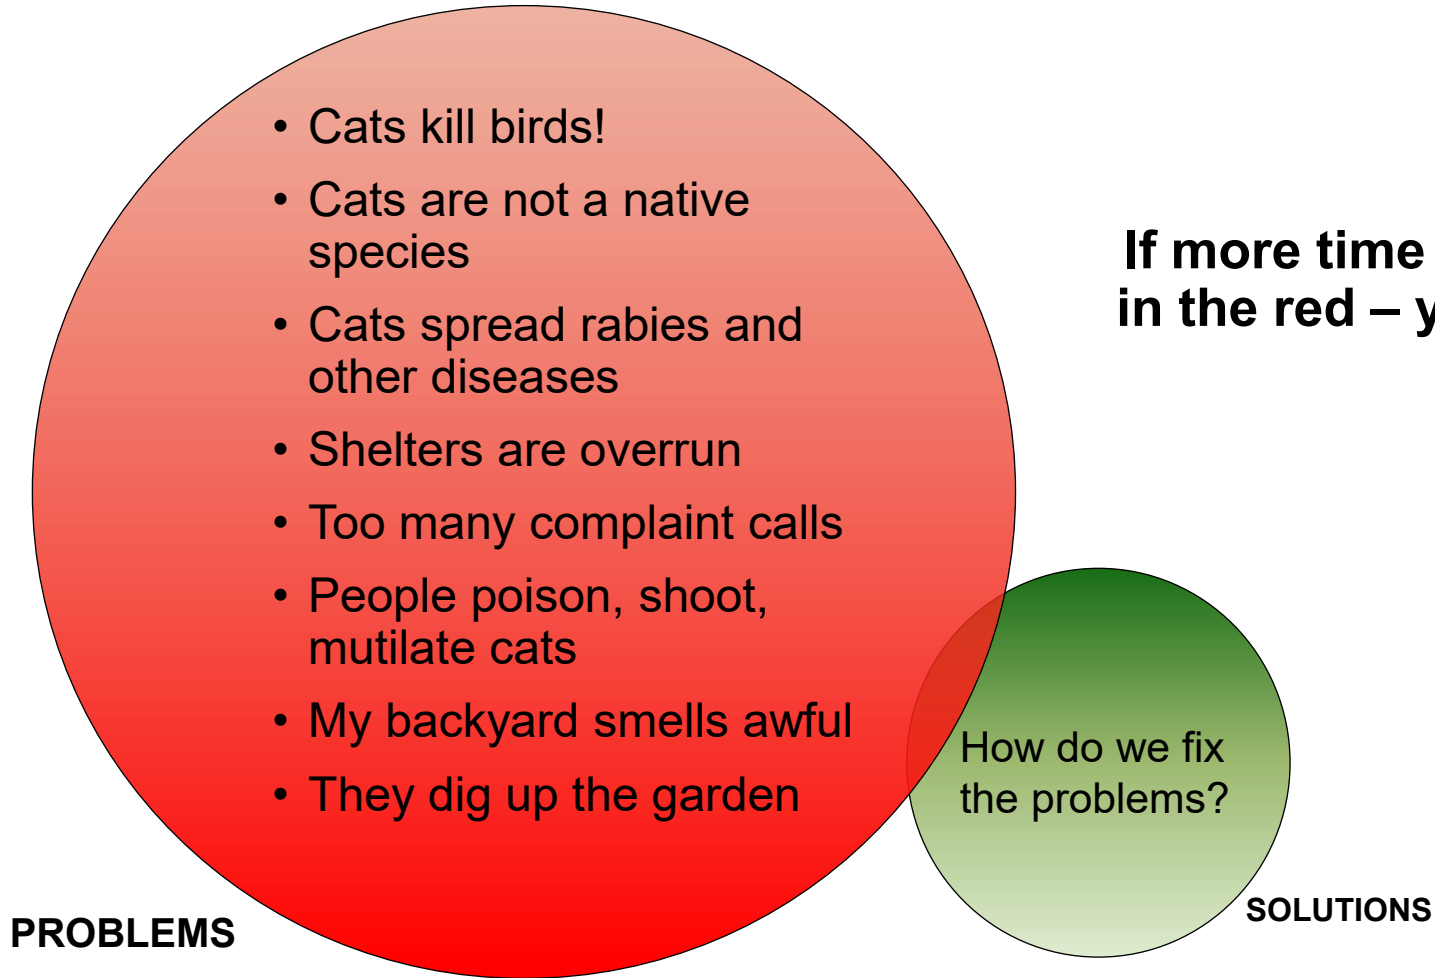 • Cats kill birds!
• Cats are not a native
species
• Cats spread rabies and
other diseases
• Shelters are overrun
• Too many complaint calls
• People poison, shoot,
mutilate cats
• My backyard smells awful
• They dig up the garden
If more time
in the red – y
How do we fix
the problems?
PROBLEMS
SOLUTIONS